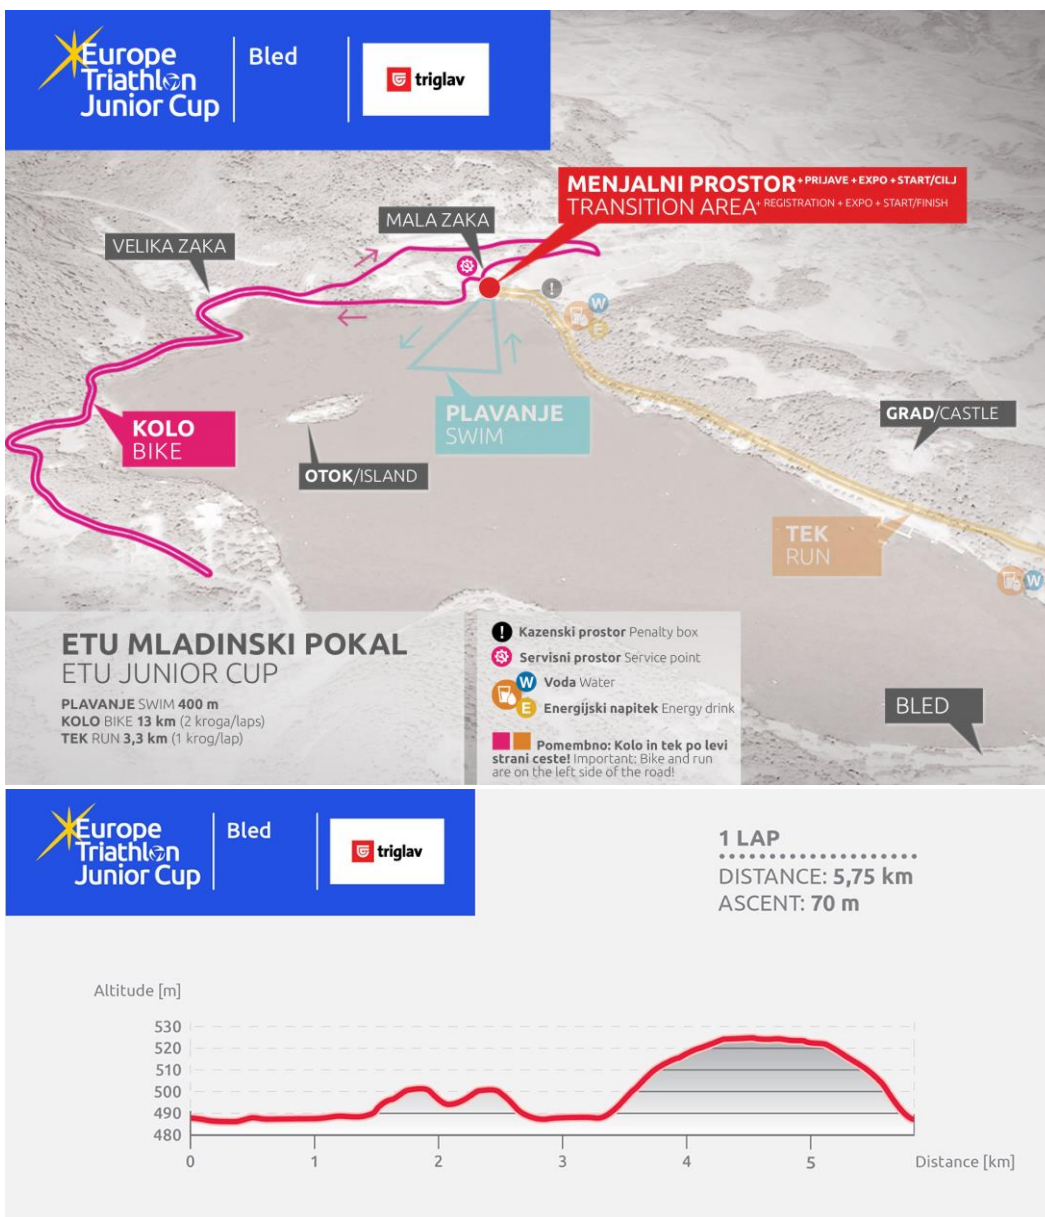 Europe
Triathlon
Junior Cup
Bled
triglav
MENJALNI PROSTOR + PRIJAVE + EXPO + START/CILJ
TRANSITION AREA + REGISTRATION + EXPO + START/FINISH
MALA ZAKA
VELIKA ZAKA
!
W
E
PLAVANJE
SWIM
GRAD/CASTLE
KOLO
BIKE
OTOK/ISLAND
TEK
RUN
W
ETU MLADINSKI POKAL
ETU JUNIOR CUP
PLAVANJE SWIM 400 m
KOLO BIKE 13 km (2 kroga/laps)
TEK RUN 3,3 km (1 krog/lap)
! Kazenski prostor Penalty box
Servisni prostor Service point
W Voda Water
E Energijski napitek Energy drink
Pomembno: Kolo in tek po levi
strani ceste! Important: Bike and run
are on the left side of the road!
BLED
Europe
Triathlon
Junior Cup
Bled
triglav
1 LAP
DISTANCE: 5,75 km
ASCENT: 70 m
Altitude [m]
530
520
510
500
490
480
0 1 2 3 4 5 Distance [km]